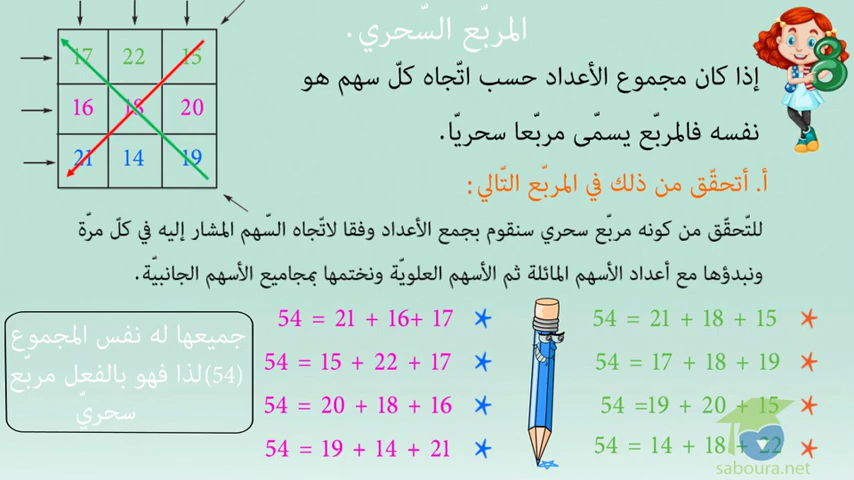 المربّع السّحري.
إذا كان مجموع الأعداد حسب اتّجاه كلّ سهم هو
نفسه فالمربّع يسمّى مربّعا سحريّا.
أ. أتحقّق من ذلك في المربّع التّالي:
17 22 15
16 18 20
21 14 19
للتّحقّق من كونه مربّع سحري سنقوم بجمع الأعداد وفقا لاتّجاه السّهم المشار إليه في كلّ مرّة
ونبدؤها مع أعداد الأسهم المائلة ثم الأسهم العلويّة ونختمها بمجاميع الأسهم الجانبيّة.
54 = 21 + 18 + 15
54 = 17 + 18 + 19
54 =19 + 20 + 15
54 = 14 + 18 + 22
54 = 21 + 16+ 17
54 = 15 + 22 + 17
54 = 20 + 18 + 16
54 = 19 + 14 + 21
جميعها له نفس المجموع
(54)لذا فهو بالفعل مربّع
سحريّ
saboura.net